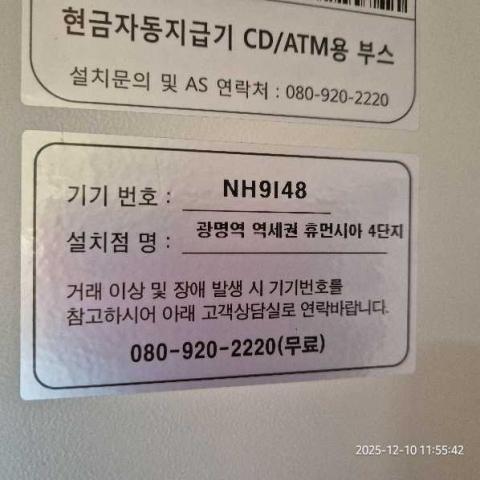 현금자동지급기 CD/ATM용 부스
설치문의 및 AS 연락처 : 080-920-2220
기기 번호 : NH9I48
설치점 명 : 광명역 역세권 휴먼시아 4단지
거래 이상 및 장애 발생 시 기기번호를
참고하시어 아래 고객상담실로 연락바랍니다.
080-920-2220(무료)
2025-12-10 11:55:42